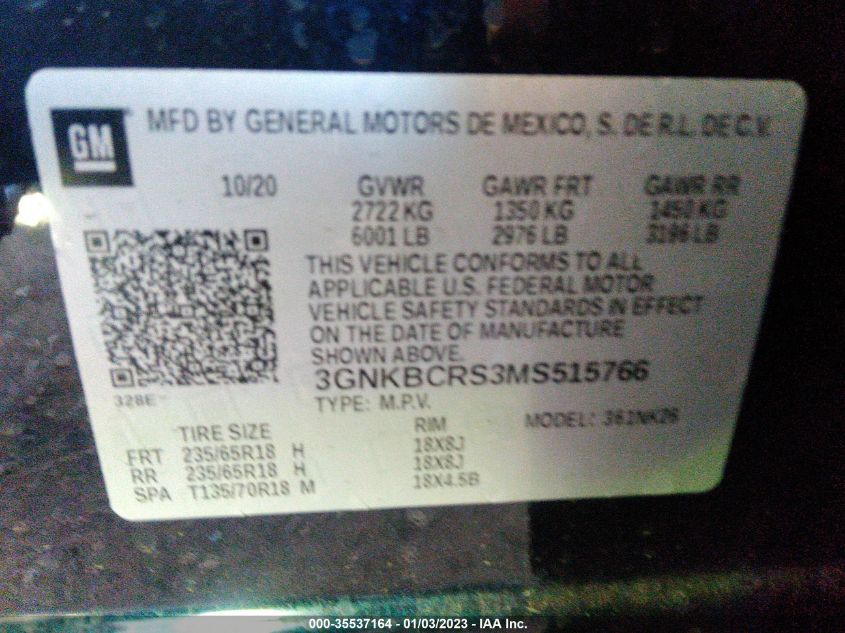 GM
MFD BY GENERAL MOTORS DE MEXICO, S. DE R.L. DE C.V.
10/20 GVWR GAWR FRT GAWR RR
2722 KG 1350 KG 1450 KG
6001 LB 2976 LB 3196 LB
THIS VEHICLE CONFORMS TO ALL
APPLICABLE U.S. FEDERAL MOTOR
VEHICLE SAFETY STANDARDS IN EFFECT
ON THE DATE OF MANUFACTURE
SHOWN ABOVE.
3GNKBCRS3MS515766
328E
TYPE: M.P.V. MODEL: 361NK26
TIRE SIZE RIM
FRT 235/65R18 H 18X8J
RR 235/65R18 H 18X8J
SPA T135/70R18 M 18X4.5B
000-35537164 - 01/03/2023 - IAA Inc.